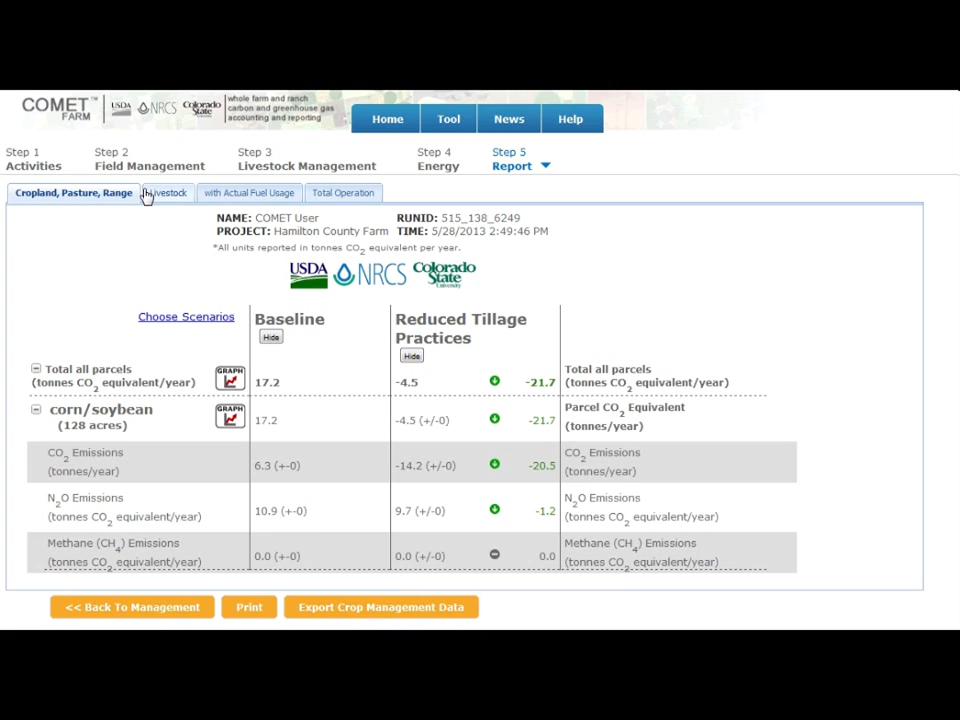 COMET™
FARM
USDA
NRCS
Colorado
State
whole farm and ranch
carbon and greenhouse gas
accounting and reporting
Home
Tool
News
Help
Step 1
Activities
Step 2
Field Management
Step 3
Livestock Management
Step 4
Energy
Step 5
Report
Cropland, Pasture, Range
Livestock
with Actual Fuel Usage
Total Operation
NAME: COMET User
RUNID: 515_138_6249
PROJECT: Hamilton County Farm
TIME: 5/28/2013 2:49:46 PM
*All units reported in tonnes CO2 equivalent per year.
USDA
NRCS
Colorado
State
University
Choose Scenarios
Baseline
Hide
Reduced Tillage
Practices
Hide
Total all parcels
(tonnes CO2 equivalent/year)
GRAPH
17.2
-4.5
-21.7
Total all parcels
(tonnes CO2 equivalent/year)
corn/soybean
(128 acres)
GRAPH
17.2
-4.5 (+/-0)
-21.7
Parcel CO2 Equivalent
(tonnes/year)
CO2 Emissions
(tonnes/year)
6.3 (+-0)
-14.2 (+/-0)
-20.5
CO2 Emissions
(tonnes/year)
N2O Emissions
(tonnes CO2 equivalent/year)
10.9 (+-0)
9.7 (+/-0)
-1.2
N2O Emissions
(tonnes CO2 equivalent/year)
Methane (CH4) Emissions
(tonnes CO2 equivalent/year)
0.0 (+-0)
0.0 (+/-0)
0.0
Methane (CH4) Emissions
(tonnes CO2 equivalent/year)
<< Back To Management
Print
Export Crop Management Data